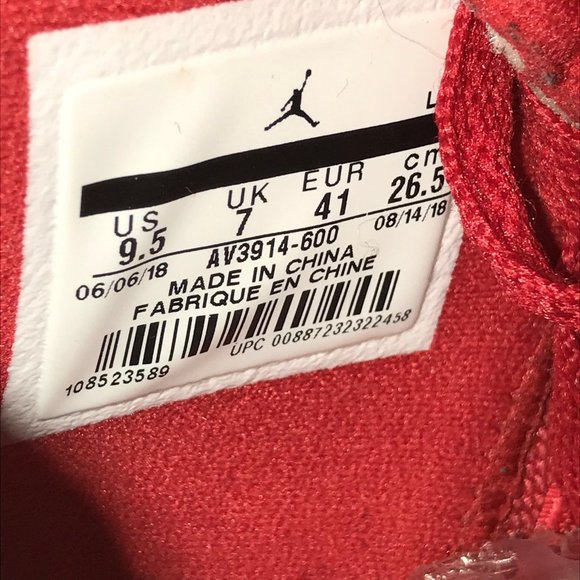 L
US UK EUR cm
9.5 7 41 26.5
06/06/18 AV3914-600 08/14/18
MADE IN CHINA
FABRIQUE EN CHINE
108523589 UPC 00887232322458